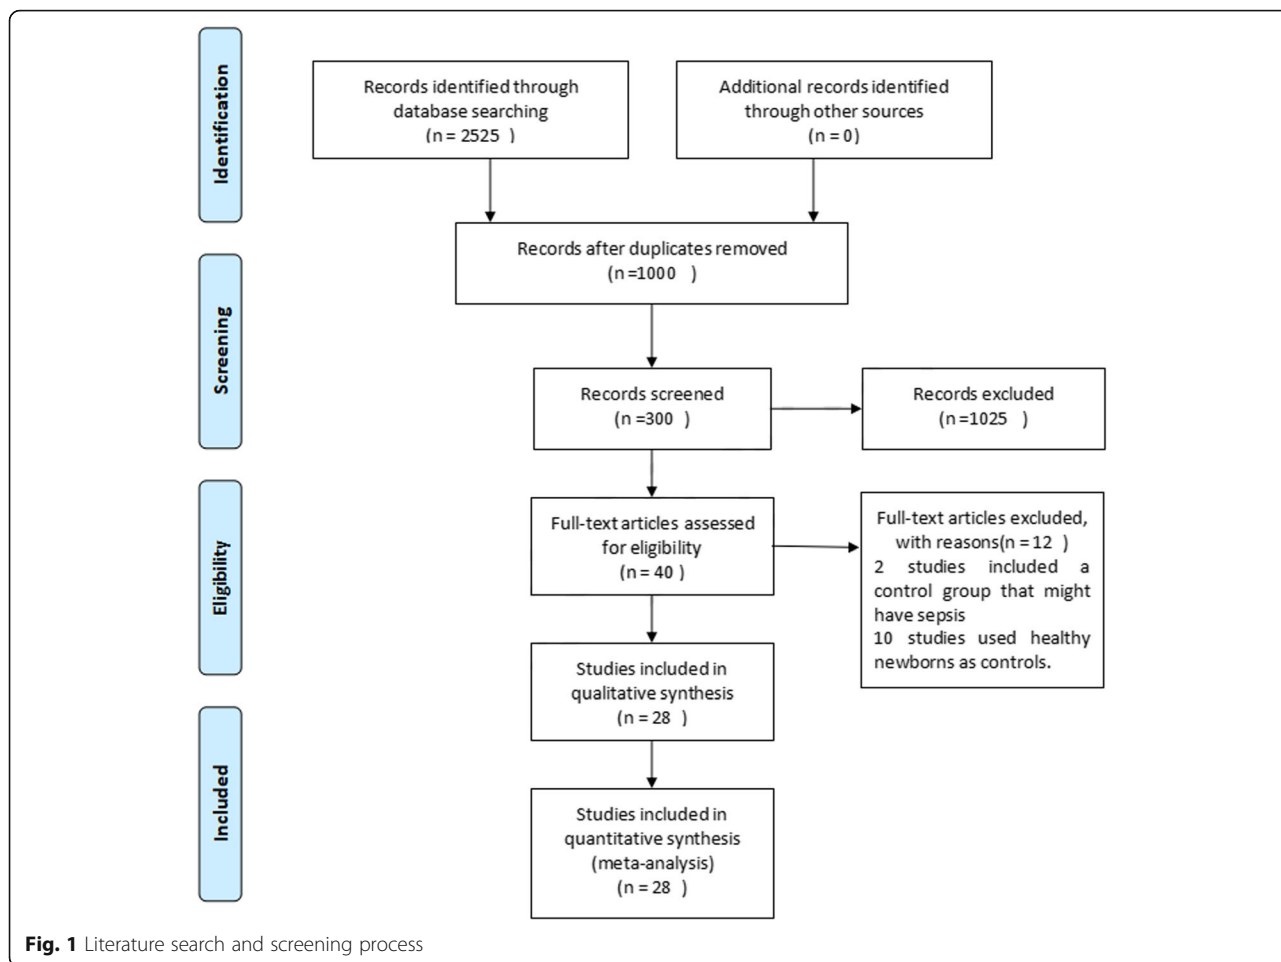 Identification
Records identified through
database searching
(n = 2525   )
Additional records identified
through other sources
(n = 0)
Records after duplicates removed
(n =1000   )
Screening
Records screened
(n =300   )
Records excluded
(n =1025   )
Eligibility
Full-text articles assessed
for eligibility
(n = 40   )
Full-text articles excluded,
with reasons(n = 12   )
2 studies included a
control group that might
have sepsis
10 studies used healthy
newborns as controls.
Studies included in
qualitative synthesis
(n = 28   )
Included
Studies included in
quantitative synthesis
(meta-analysis)
(n = 28   )
Fig. 1 Literature search and screening process